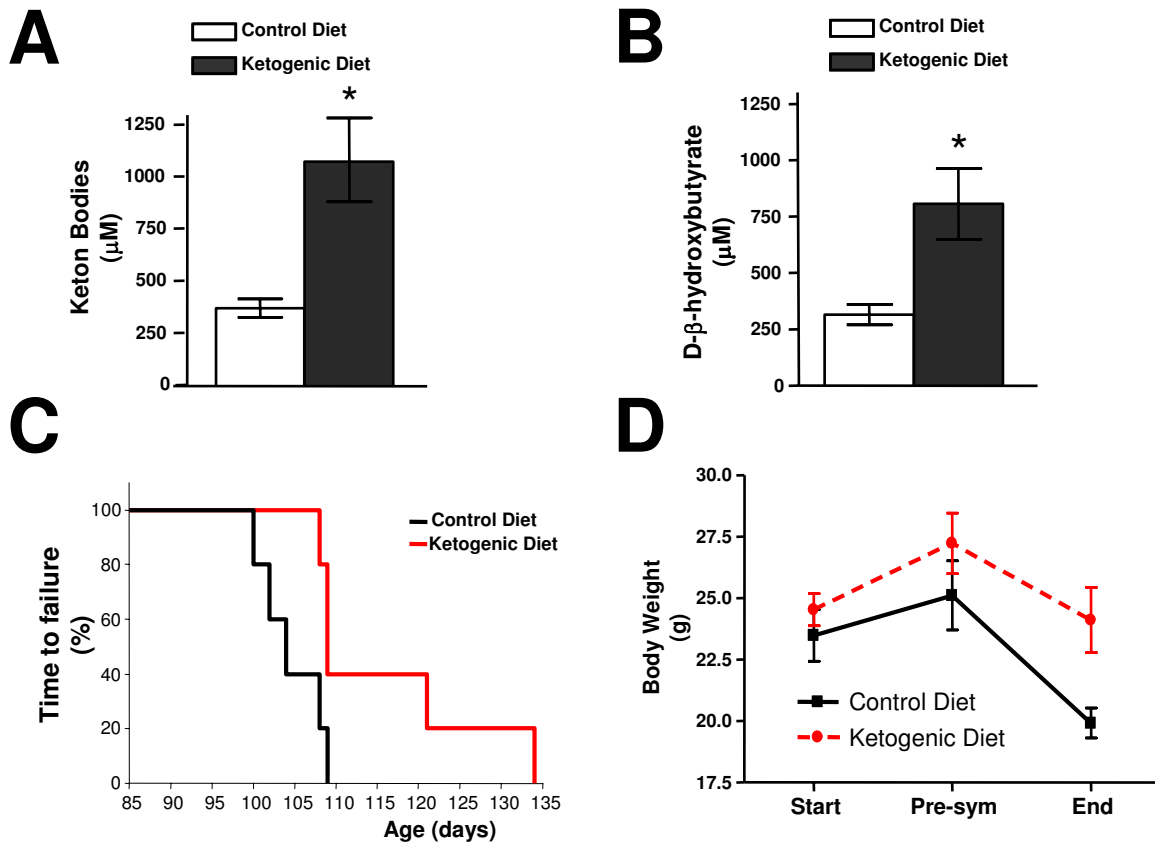 A
Control Diet
Ketogenic Diet
*
1250
1000
750
500
250
0
Keton Bodies
(μM)
B
Control Diet
Ketogenic Diet
*
1250
1000
750
500
250
0
D-β-hydroxybutyrate
(μM)
C
100
80
60
40
20
0
Time to failure
(%)
Control Diet
Ketogenic Diet
85 90 95 100 105 110 115 120 125 130 135
Age (days)
D
30.0
27.5
25.0
22.5
20.0
17.5
Body Weight
(g)
Control Diet
Ketogenic Diet
Start Pre-sym End